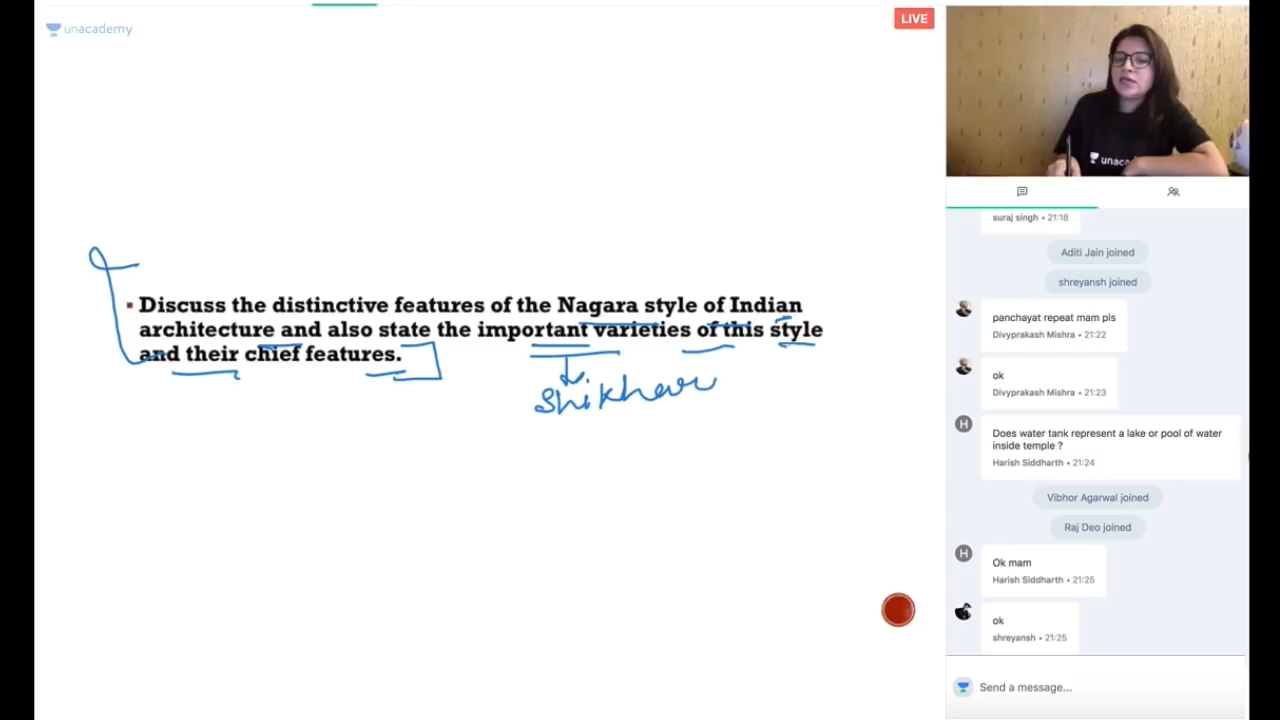 unacademy
LIVE
▪ Discuss the distinctive features of the Nagara style of Indian
architecture and also state the important varieties of this style
and their chief features.
Shikhar
unaca
suraj singh • 21:18
Aditi Jain joined
shreyansh joined
panchayat repeat mam pls
Divyprakash Mishra • 21:22
ok
Divyprakash Mishra • 21:23
H
Does water tank represent a lake or pool of water
inside temple ?
Harish Siddharth • 21:24
Vibhor Agarwal joined
Raj Deo joined
H
Ok mam
Harish Siddharth • 21:25
ok
shreyansh • 21:25
Send a message...